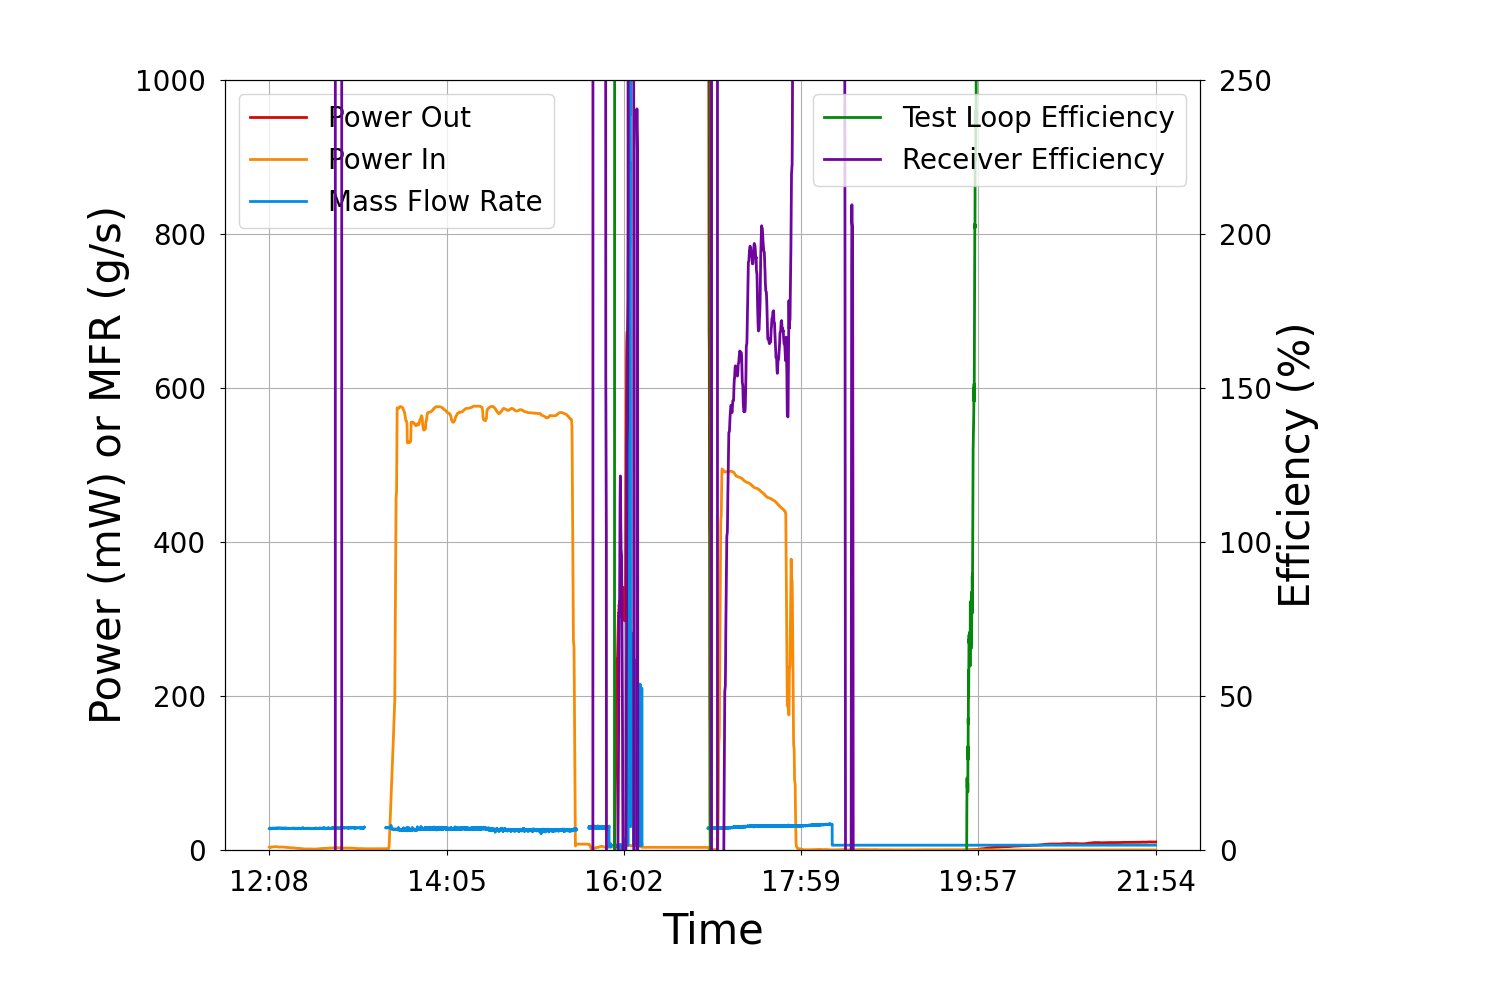 1000
800
600
400
200
0
Power (mW) or MFR (g/s)
Power Out
Power In
Mass Flow Rate
Test Loop Efficiency
Receiver Efficiency
250
200
150
100
50
0
Efficiency (%)
12:08 14:05 16:02 17:59 19:57 21:54
Time